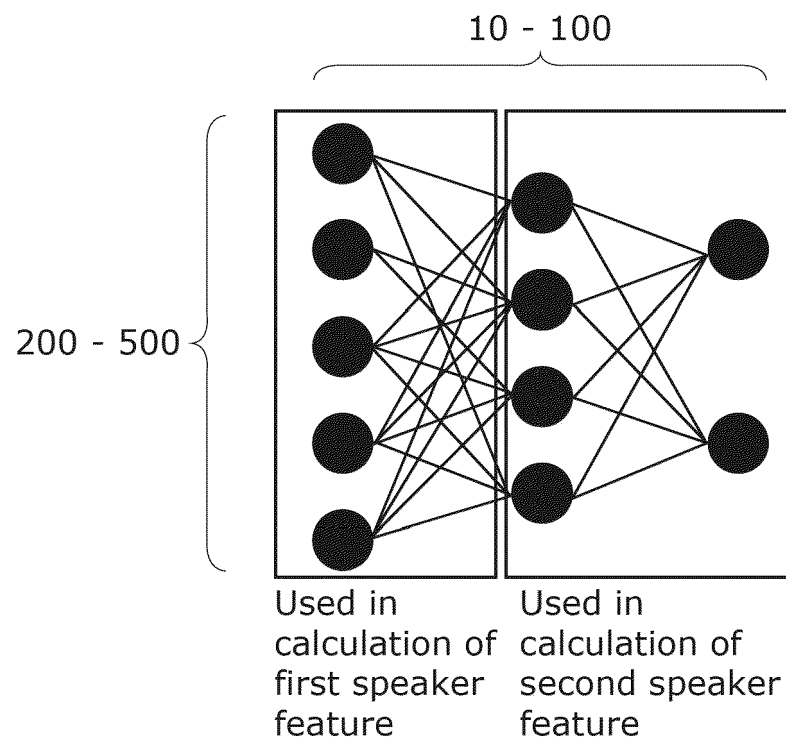 10 - 100
200 - 500
Used in
calculation of
first speaker
feature
Used in
calculation of
second speaker
feature